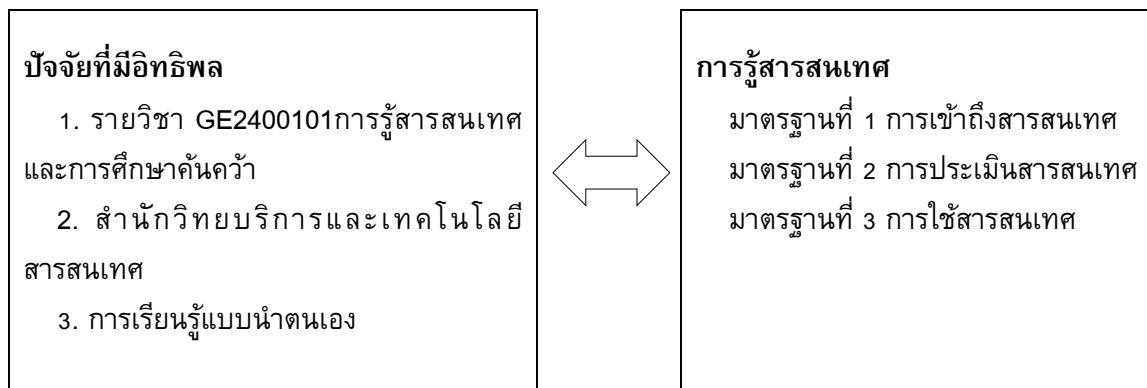 ปัจจัยที่มีอิทธิพล
1. รายวิชา GE2400101การรู้สารสนเทศ
และการศึกษาค้นคว้า
2. สำนักวิทยบริการและเทคโนโลยี
สารสนเทศ
3. การเรียนรู้แบบนำตนเอง
การรู้สารสนเทศ
มาตรฐานที่ 1 การเข้าถึงสารสนเทศ
มาตรฐานที่ 2 การประเมินสารสนเทศ
มาตรฐานที่ 3 การใช้สารสนเทศ